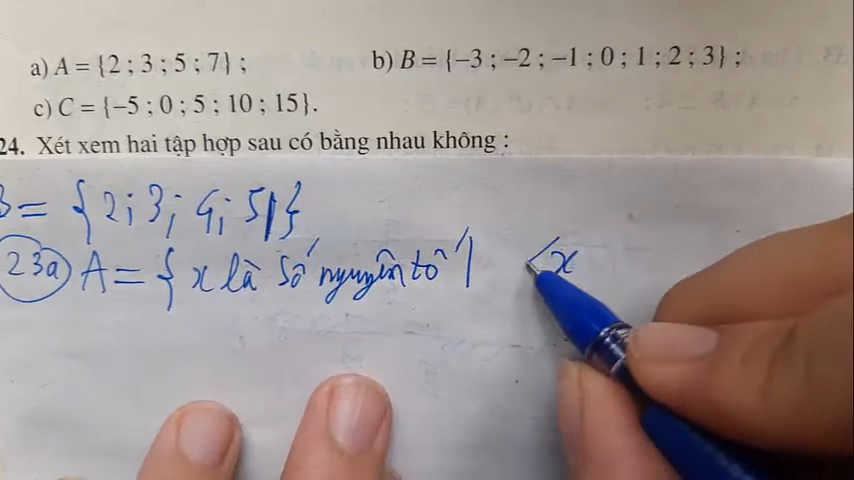 a) A = {2 ; 3 ; 5 ; 7} ; b) B = {−3 ; −2 ; −1 ; 0 ; 1 ; 2 ; 3} ;
c) C = {−5 ; 0 ; 5 ; 10 ; 15}.
24. Xét xem hai tập hợp sau có bằng nhau không :
B = {2; 3; 4; 5}
23a) A = { x là số nguyên tố | < x